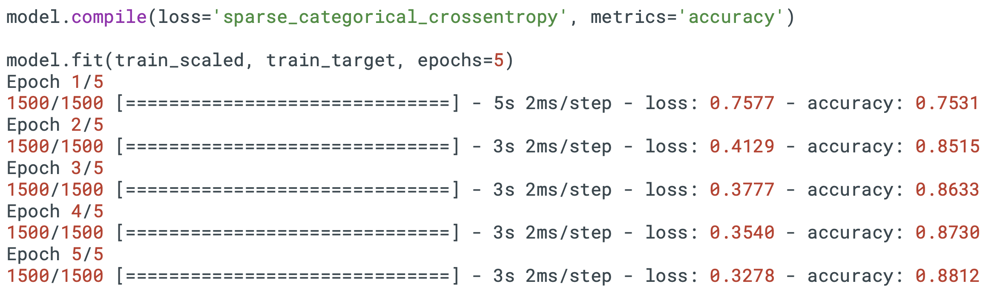 model.compile(loss='sparse_categorical_crossentropy', metrics='accuracy')
model.fit(train_scaled, train_target, epochs=5)
Epoch 1/5
1500/1500 [==============================] - 5s 2ms/step - loss: 0.7577 - accuracy: 0.7531
Epoch 2/5
1500/1500 [==============================] - 3s 2ms/step - loss: 0.4129 - accuracy: 0.8515
Epoch 3/5
1500/1500 [==============================] - 3s 2ms/step - loss: 0.3777 - accuracy: 0.8633
Epoch 4/5
1500/1500 [==============================] - 3s 2ms/step - loss: 0.3540 - accuracy: 0.8730
Epoch 5/5
1500/1500 [==============================] - 3s 2ms/step - loss: 0.3278 - accuracy: 0.8812